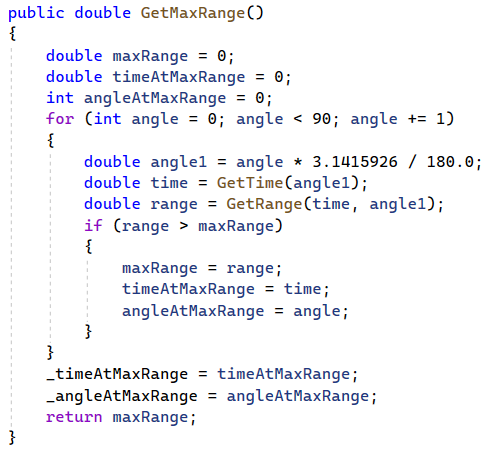 public double GetMaxRange()
{
    double maxRange = 0;
    double timeAtMaxRange = 0;
    int angleAtMaxRange = 0;
    for (int angle = 0; angle < 90; angle += 1)
    {
        double angle1 = angle * 3.1415926 / 180.0;
        double time = GetTime(angle1);
        double range = GetRange(time, angle1);
        if (range > maxRange)
        {
            maxRange = range;
            timeAtMaxRange = time;
            angleAtMaxRange = angle;
        }
    }
    _timeAtMaxRange = timeAtMaxRange;
    _angleAtMaxRange = angleAtMaxRange;
    return maxRange;
}